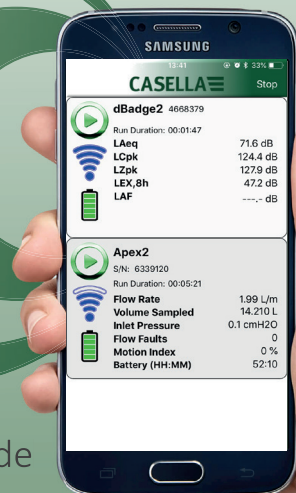 SAMSUNG
13:41 33%
CASELLA Stop
dBadge2 4668379
Run Duration: 00:01:47
LAeq 71.6 dB
LCpk 124.4 dB
LZpk 127.9 dB
LEX,8h 47.2 dB
LAF ---.- dB
Apex2
S/N: 6339120
Run Duration: 00:05:21
Flow Rate 1.99 L/m
Volume Sampled 14.210 L
Inlet Pressure 0.1 cmH2O
Flow Faults 0
Motion Index 0 %
Battery (HH:MM) 52:10
de